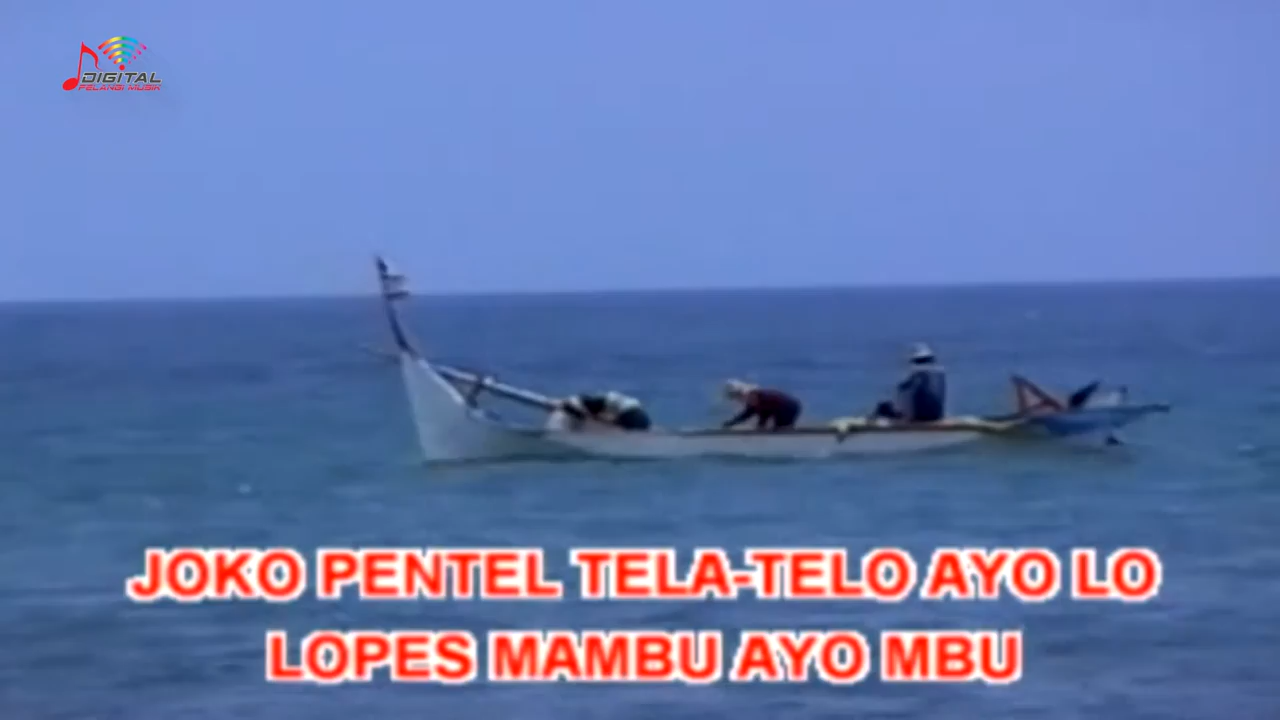 DIGITAL
PELANGI MUSIK
JOKO PENTEL TELA-TELO AYO LO
LOPES MAMBU AYO MBU